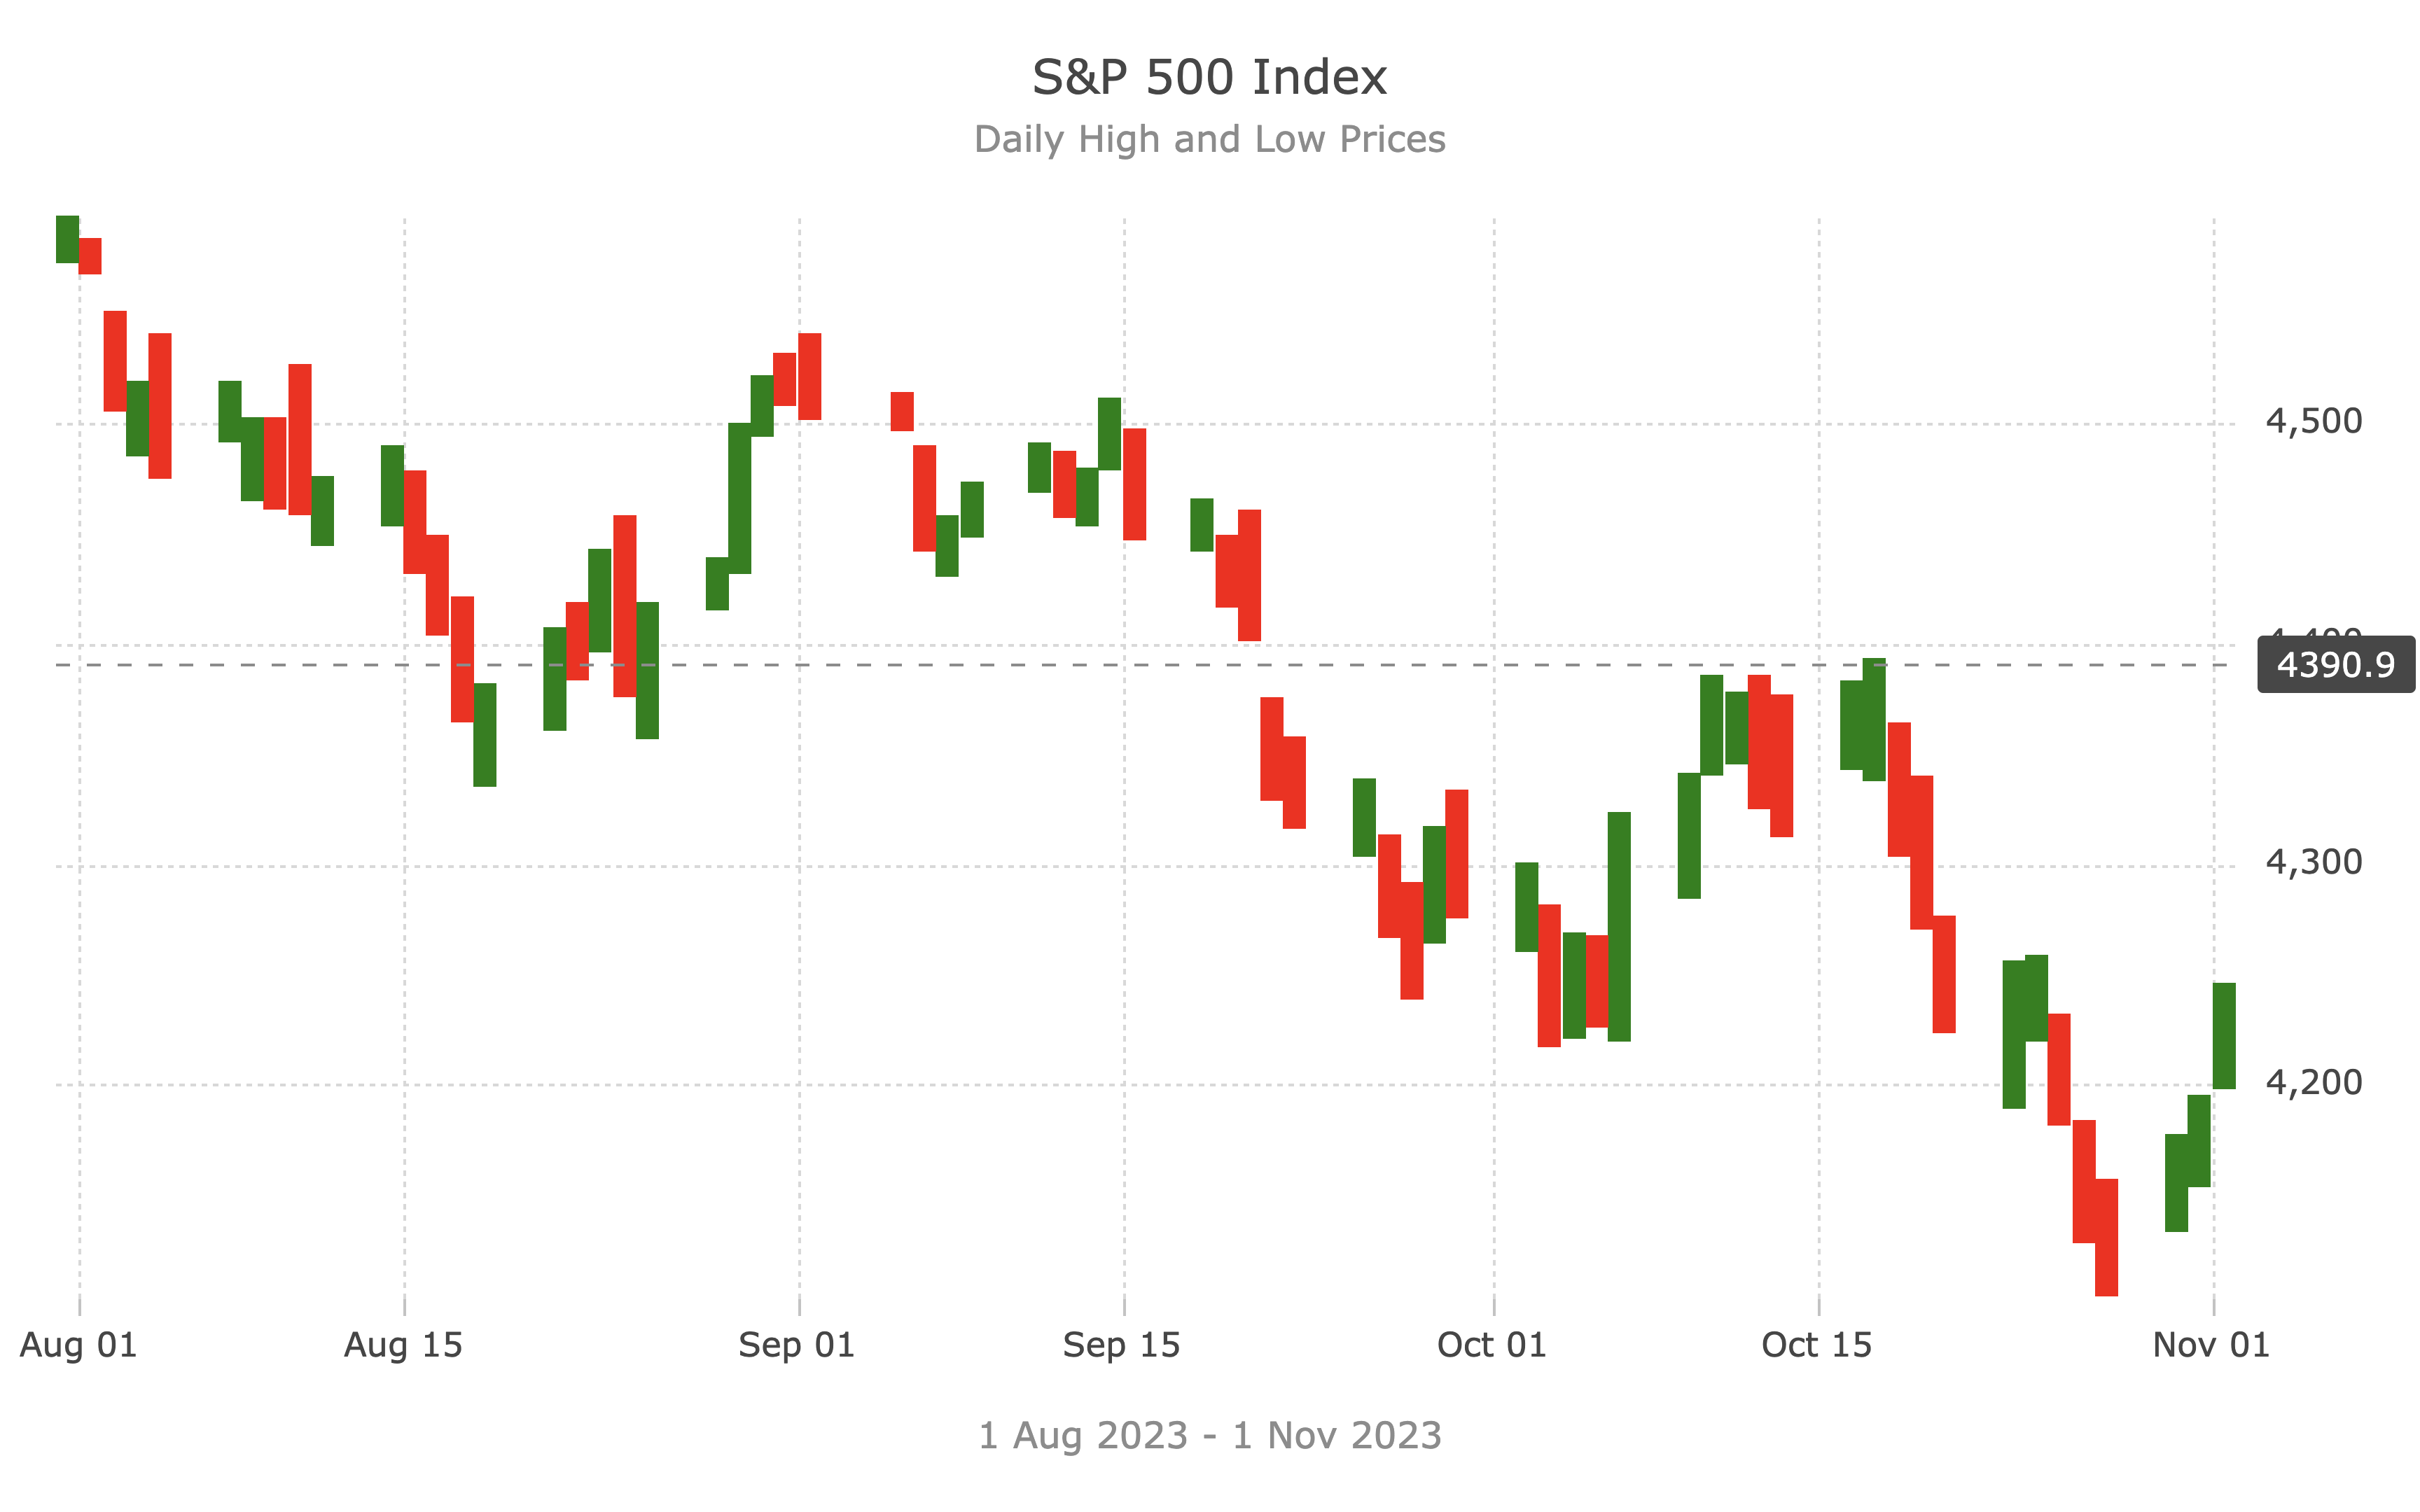 S&P 500 Index
Daily High and Low Prices
4,500
4390.9
4,300
4,200
Aug 01 Aug 15 Sep 01 Sep 15 Oct 01 Oct 15 Nov 01
1 Aug 2023 - 1 Nov 2023